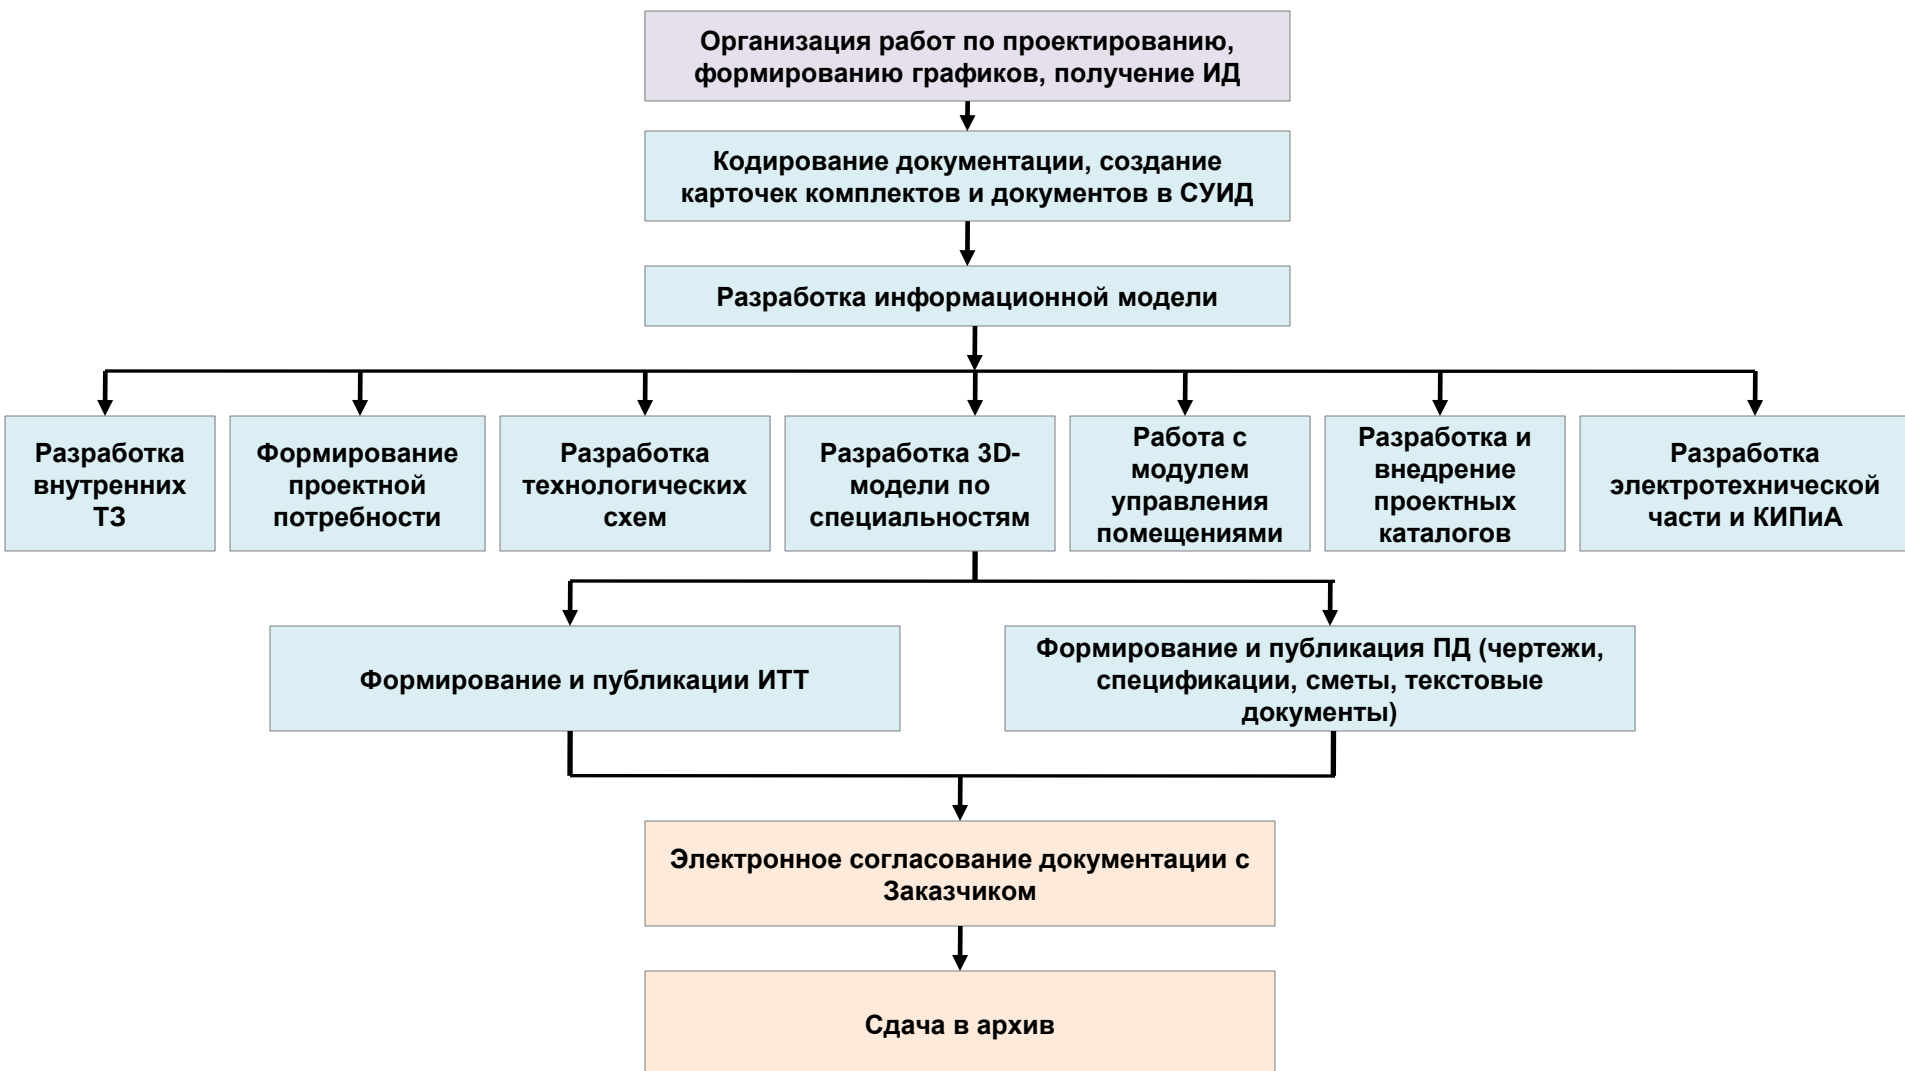 Организация работ по проектированию,
формированию графиков, получение ИД
Кодирование документации, создание
карточек комплектов и документов в СУИД
Разработка информационной модели
Разработка
внутренних
ТЗ
Формирование
проектной
потребности
Разработка
технологических
схем
Разработка 3D-
модели по
специальностям
Работа с
модулем
управления
помещениями
Разработка и
внедрение
проектных
каталогов
Разработка
электротехнической
части и КИПиА
Формирование и публикации ИТТ
Формирование и публикация ПД (чертежи,
спецификации, сметы, текстовые
документы)
Электронное согласование документации с
Заказчиком
Сдача в архив